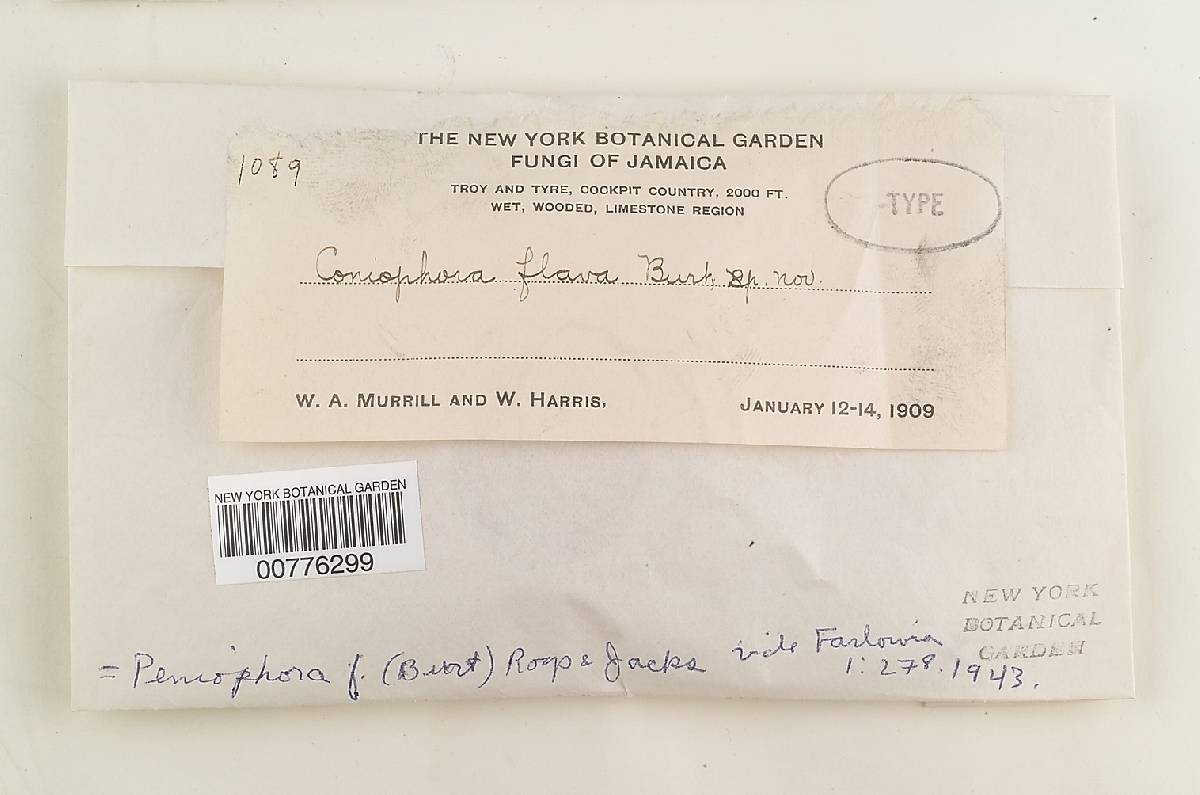 1089
THE NEW YORK BOTANICAL GARDEN
FUNGI OF JAMAICA
TROY AND TYRE, COCKPIT COUNTRY, 2000 FT.
WET, WOODED, LIMESTONE REGION
TYPE
Coniophora flava Burt sp. nov.
W. A. MURRILL AND W. HARRIS,
JANUARY 12-14, 1909
NEW YORK BOTANICAL GARDEN
00776299
NEW YORK
BOTANICAL
GARDEN
= Peniophora f. (Burt) Rogs & Jacks vide Farlowia
1:278.1943.